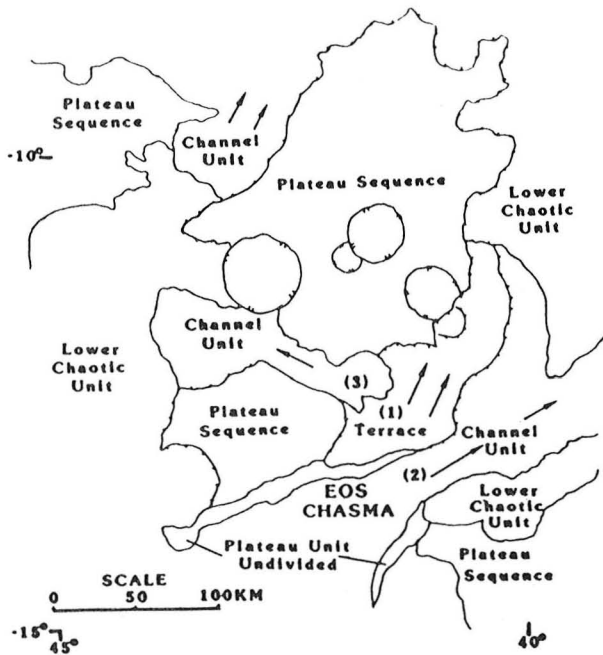 Plateau
Sequence
Channel
Unit
-10°
Plateau Sequence
Lower
Chaotic
Unit
Channel
Unit
Lower
Chaotic
Unit
(3)
(1)
Terrace
Plateau
Sequence
Channel
Unit
(2)
EOS
CHASMA
Lower
Chaotic
Unit
Plateau Unit
Undivided
Plateau
Sequence
SCALE
0 50 100KM
-15°
45°
40°